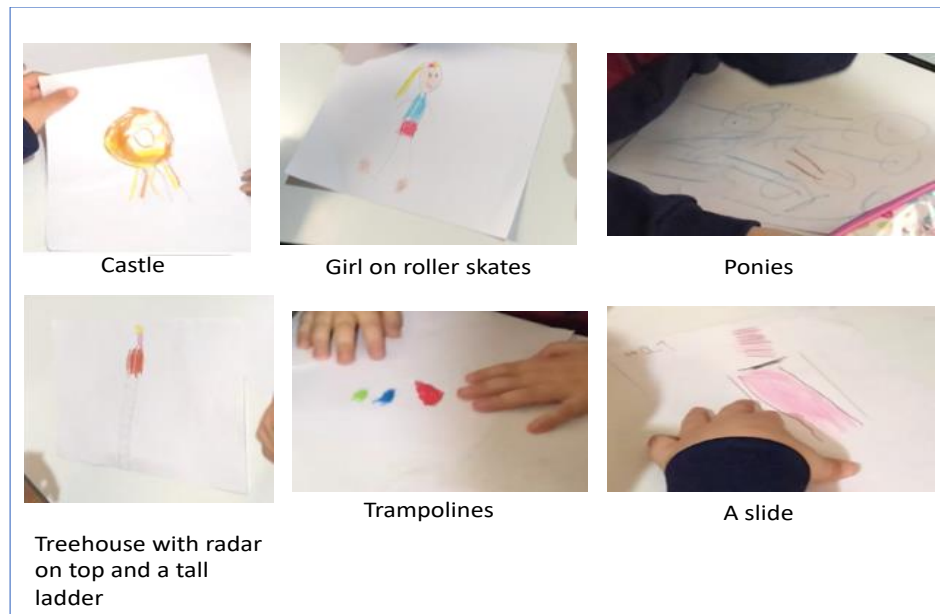 Castle
Girl on roller skates
Ponies
Treehouse with radar
on top and a tall
ladder
Trampolines
A slide